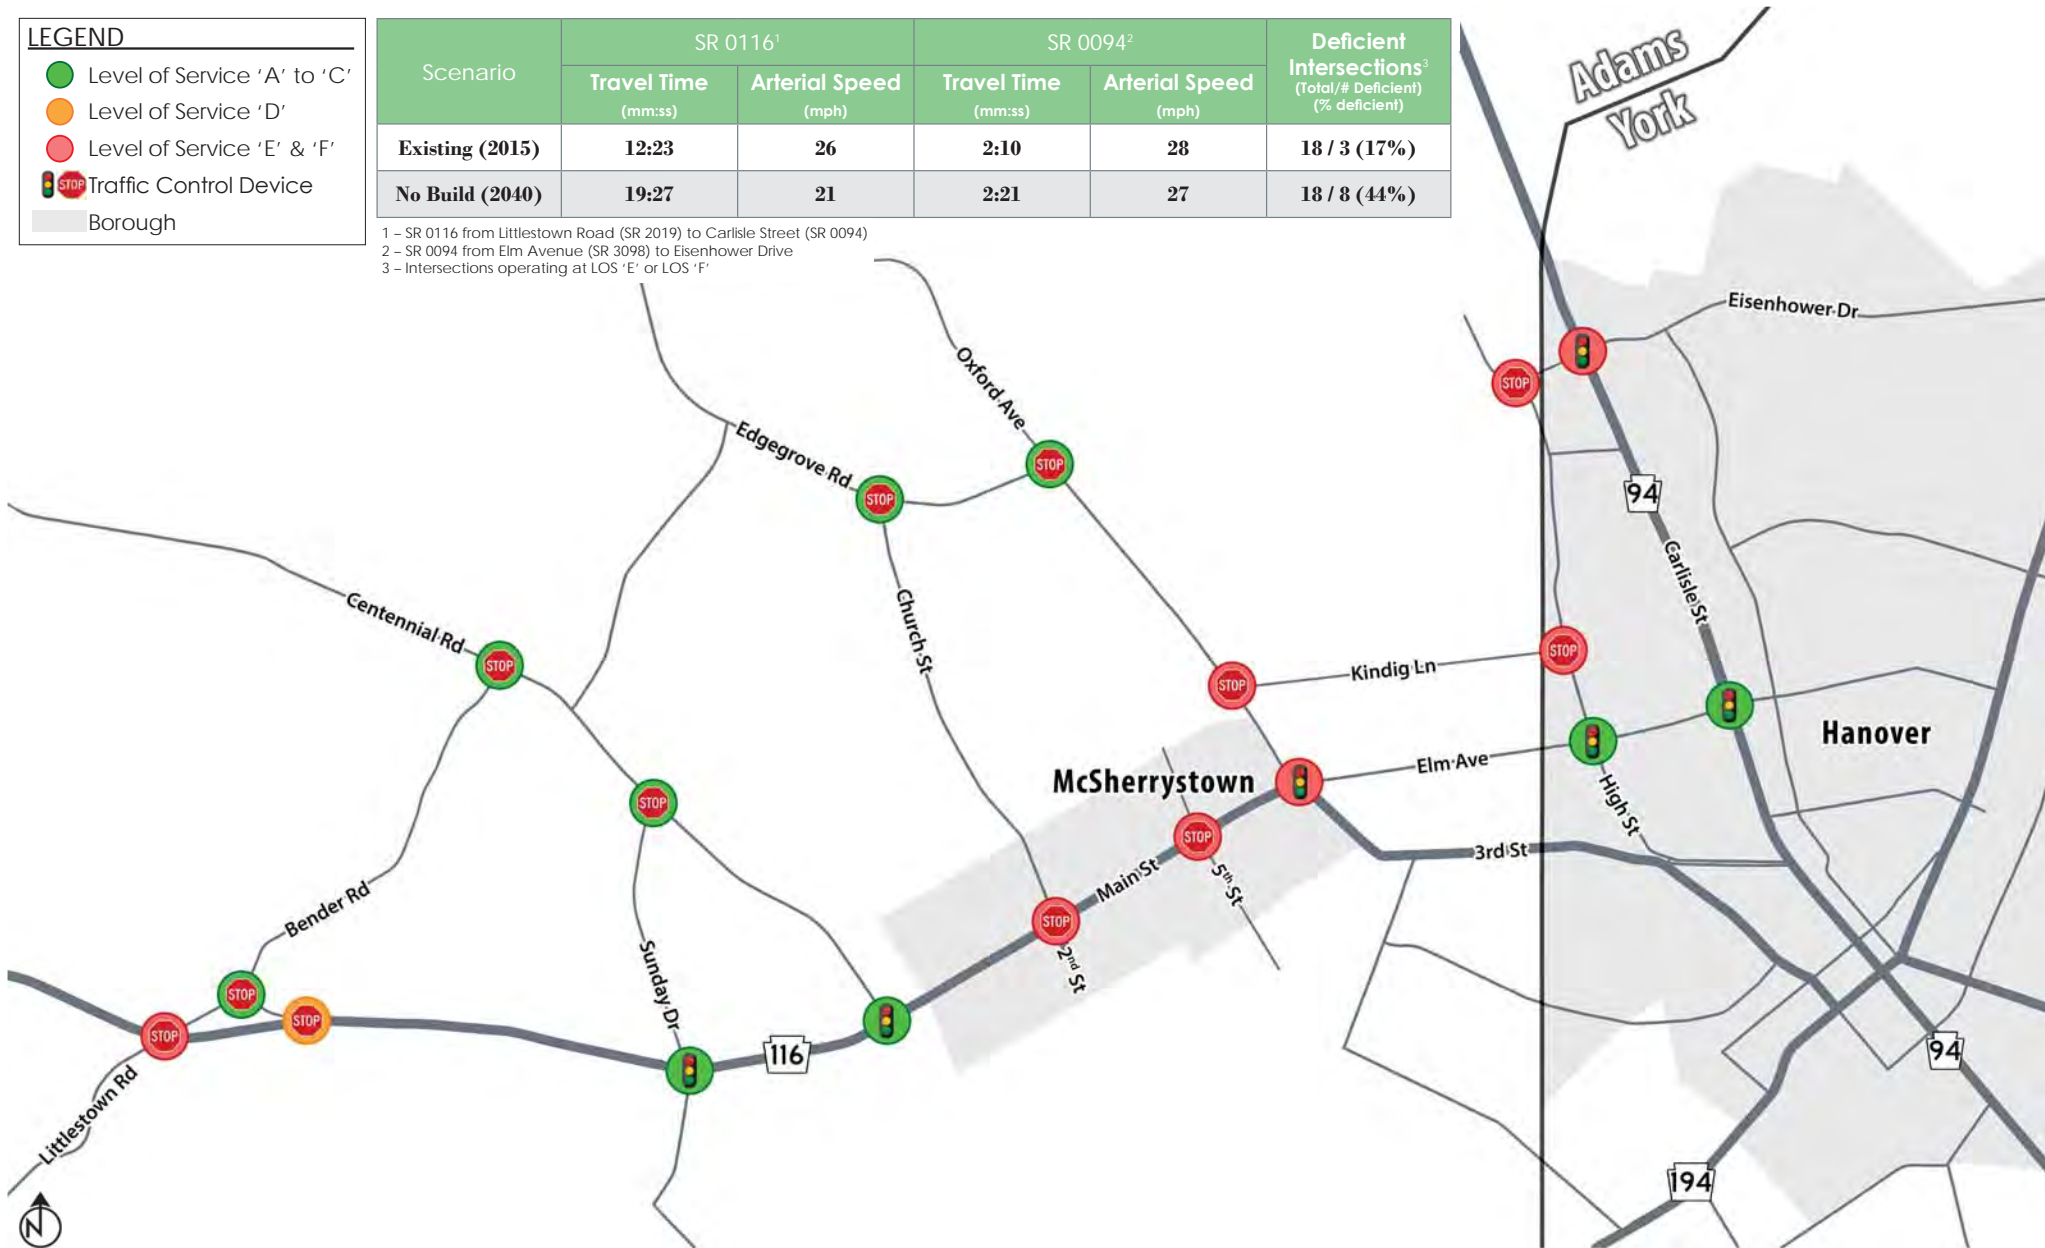 LEGEND
Level of Service 'A' to 'C'
Level of Service 'D'
Level of Service 'E' & 'F'
STOP Traffic Control Device
Borough
Scenario
SR 0116¹
SR 0094²
Deficient
Intersections³
(Total/# Deficient)
(% deficient)
Travel Time
(mm:ss)
Arterial Speed
(mph)
Travel Time
(mm:ss)
Arterial Speed
(mph)
Existing (2015) 12:23 26 2:10 28 18 / 3 (17%)
No Build (2040) 19:27 21 2:21 27 18 / 8 (44%)
1 – SR 0116 from Littlestown Road (SR 2019) to Carlisle Street (SR 0094)
2 – SR 0094 from Elm Avenue (SR 3098) to Eisenhower Drive
3 – Intersections operating at LOS 'E' or LOS 'F'
Adams
York
Eisenhower Dr
STOP
Oxford Ave
STOP
Edgegrove Rd
STOP
94
Carlisle St
Centennial Rd
STOP
Church St
STOP
Kindig Ln
STOP
Hanover
McSherrystown
Elm Ave
High St
STOP
STOP
Main St
5th St
3rd St
Bender Rd
STOP
2nd St
Sunday Dr
STOP
STOP
STOP
116
94
Littlestown Rd
194
N